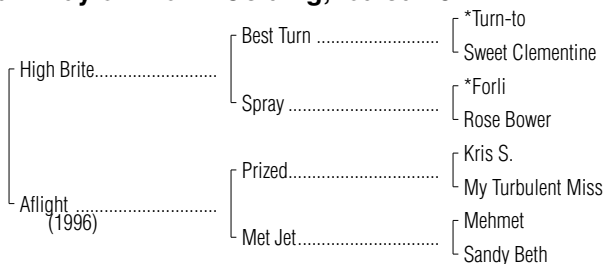 *Turn-to
Best Turn ..............................
Sweet Clementine
High Brite..............................
*Forli
Spray ......................................
Rose Bower
Kris S.
Prized.....................................
My Turbulent Miss
Aflight ...................................
(1996)
Mehmet
Met Jet...................................
Sandy Beth